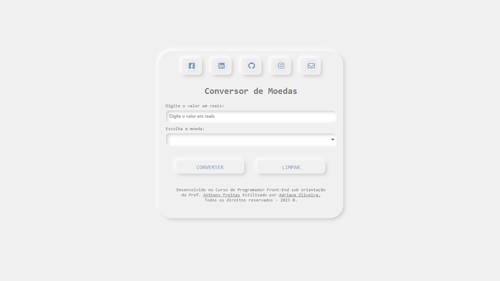 Conversor de Moedas
Digite o valor em reais:
Digite o valor em reais
Escolha a moeda:
CONVERTER
LIMPAR
Desenvolvido no Curso de Programador Front-End sob orientação
do Prof. Anthony Freitas Estilizado por Adriana Oliveira.
Todos os direitos reservados - 2023 ©.